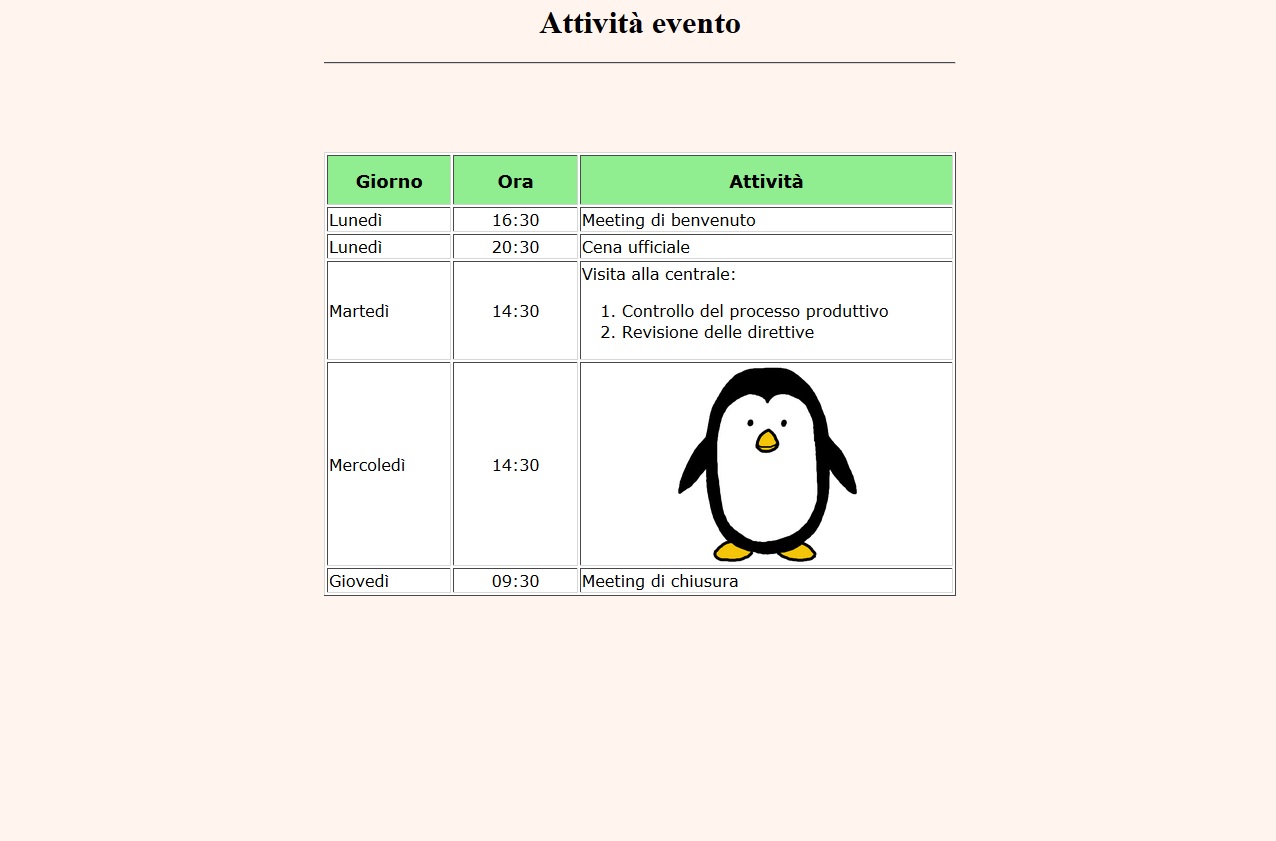 Attività evento
Giorno Ora Attività
Lunedì 16:30 Meeting di benvenuto
Lunedì 20:30 Cena ufficiale
Martedì 14:30 Visita alla centrale:
1. Controllo del processo produttivo
2. Revisione delle direttive
Mercoledì 14:30
Giovedì 09:30 Meeting di chiusura